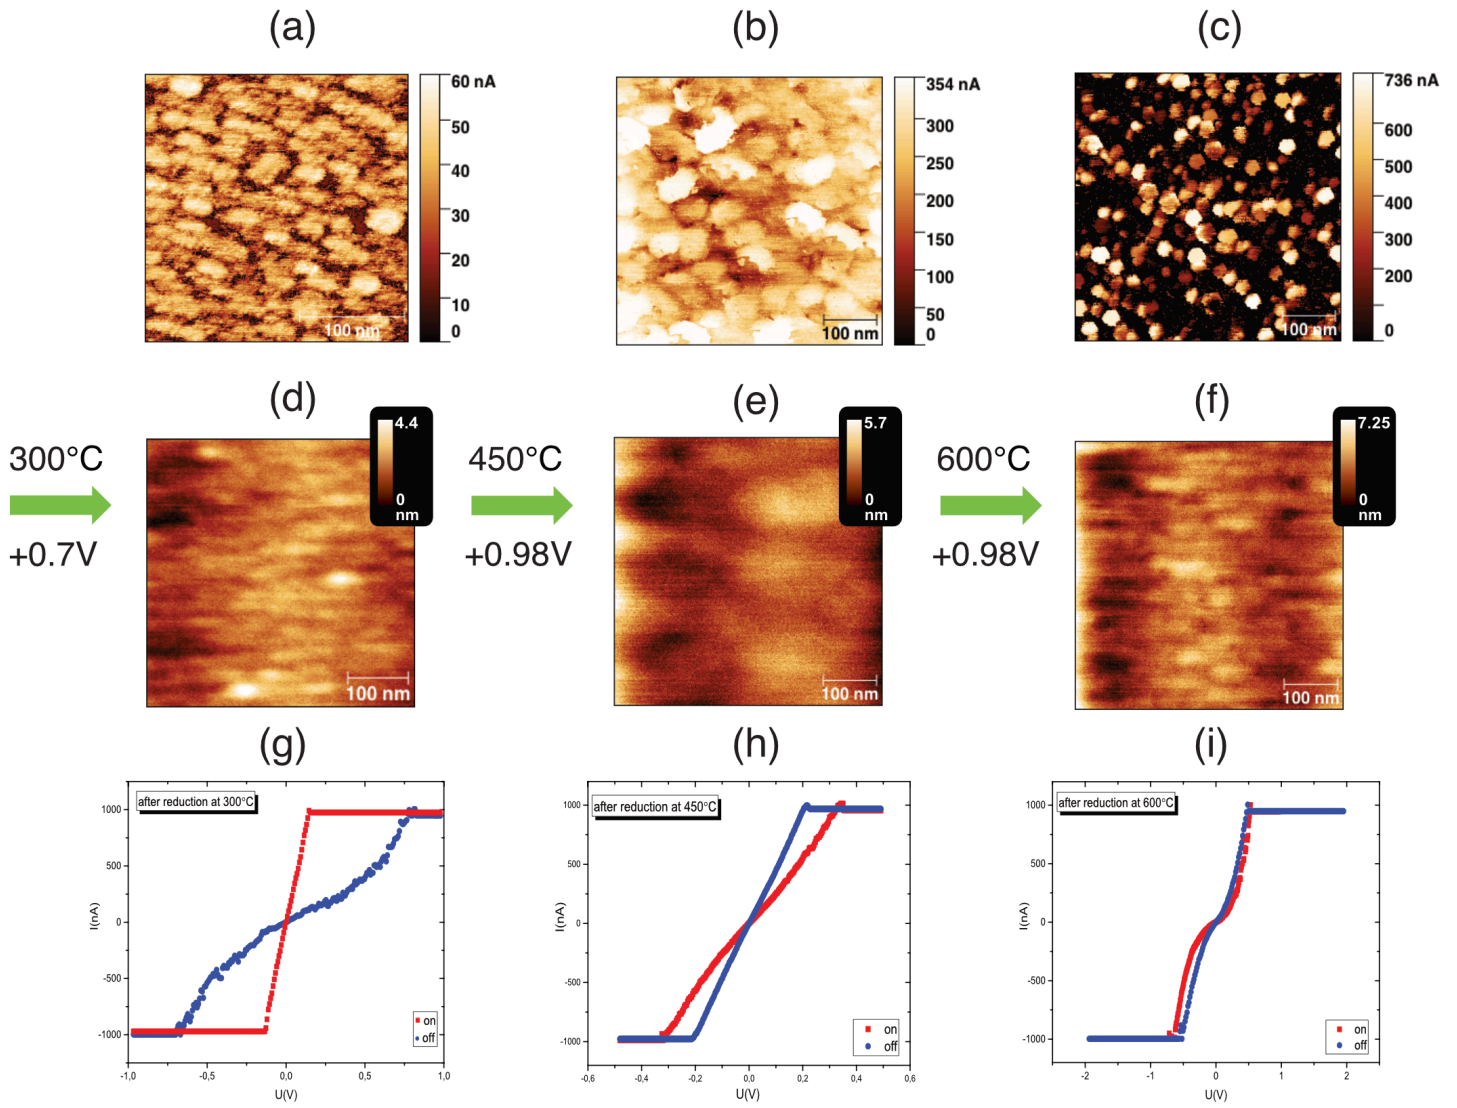 (a)
(b)
(c)
60 nA
50
40
30
20
10
0
100 nm
354 nA
300
250
200
150
100
50
0
100 nm
736 nA
600
500
400
300
200
0
100 nm
(d)
(e)
(f)
300°C
+0.7V
4.4
0
nm
100 nm
450°C
+0.98V
5.7
0
nm
100 nm
600°C
+0.98V
7.25
0
nm
100 nm
(g)
(h)
(i)
after reduction at 300°C
1000
500
0
-500
-1000
I(nA)
on
off
-1,0
-0,5
0,0
0,5
1,0
U(V)
after reduction at 450°C
1000
500
0
-500
-1000
I(nA)
on
off
-0,6
-0,4
-0,2
0,0
0,2
0,4
0,6
U(V)
after reduction at 600°C
1000
500
0
-500
-1000
I(nA)
on
off
-2
-1
0
1
2
U(V)